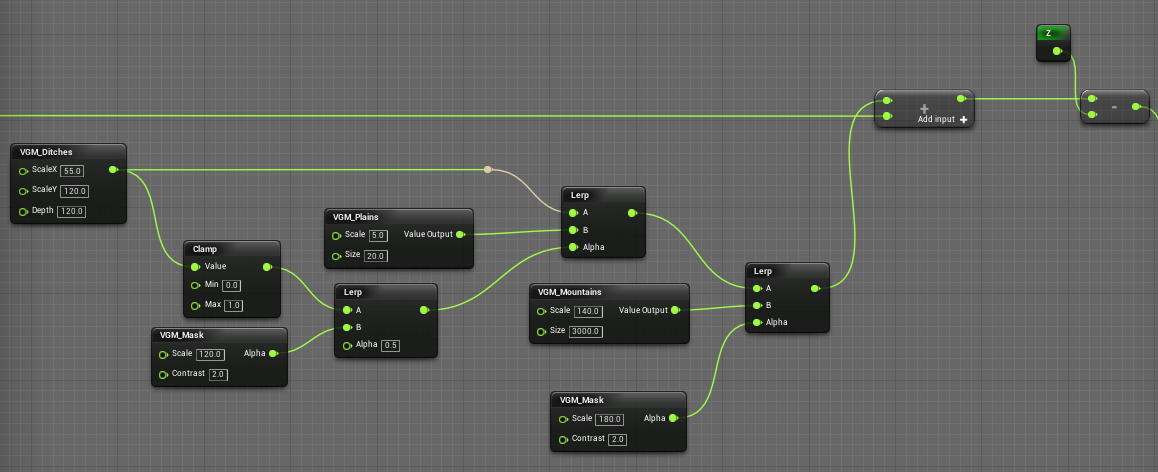 Z
+
Add input +
-
VGM_Ditches
ScaleX 55.0
ScaleY 120.0
Depth 120.0
Lerp
A
B
Alpha
VGM_Plains
Scale 5.0 Value Output
Size 20.0
Clamp
Value
Min 0.0
Max 1.0
Lerp
A
B
Alpha
Lerp
A
B
Alpha 0.5
VGM_Mountains
Scale 140.0 Value Output
Size 3000.0
VGM_Mask
Scale 120.0 Alpha
Contrast 2.0
VGM_Mask
Scale 180.0 Alpha
Contrast 2.0